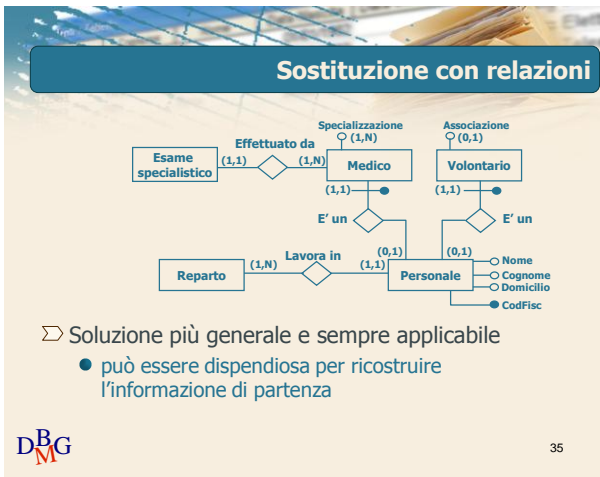 Sostituzione con relazioni
Specializzazione
(1,N)
Associazione
(0,1)
Effettuato da
Esame
specialistico
(1,1)
(1,N)
Medico
Volontario
(1,1)
(1,1)
E' un
E' un
(0,1)
(0,1)
Reparto
(1,N)
Lavora in
(1,1)
Personale
Nome
Cognome
Domicilio
CodFisc
Soluzione più generale e sempre applicabile
può essere dispendiosa per ricostruire
l'informazione di partenza
DBMG
35